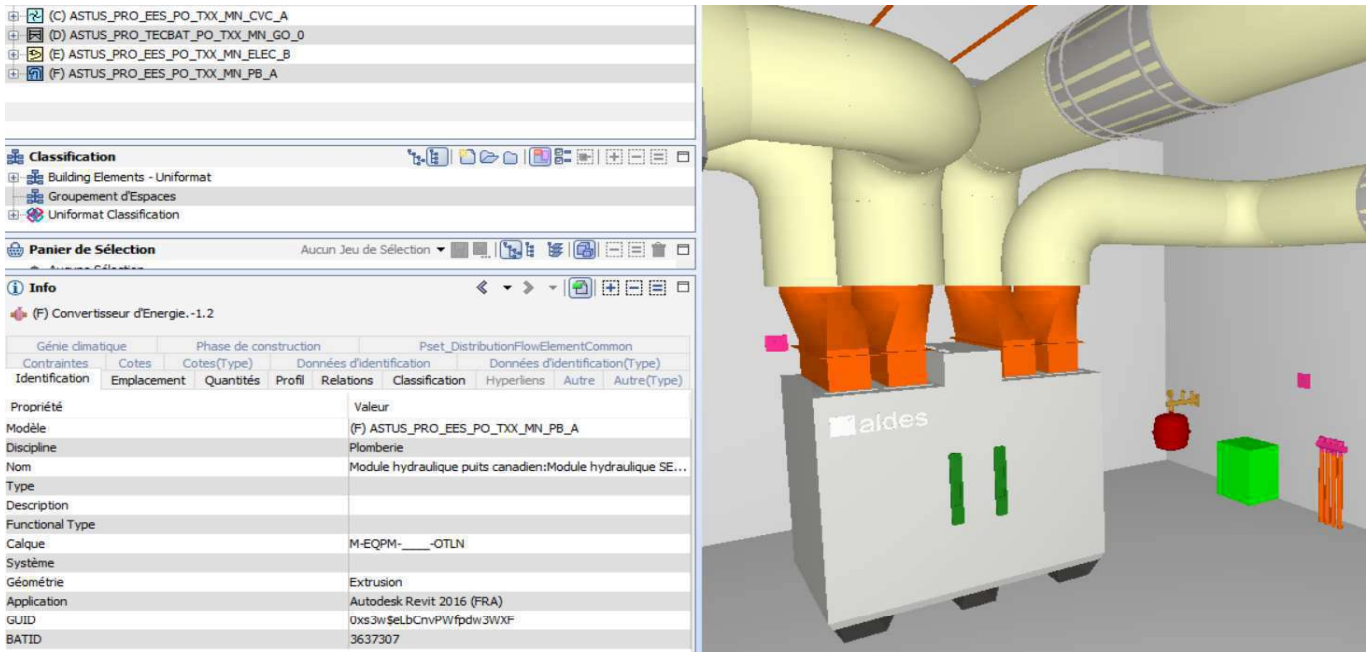 (C) ASTUS_PRO_EES_PO_TXX_MN_CVC_A
(D) ASTUS_PRO_TECBAT_PO_TXX_MN_GO_0
(E) ASTUS_PRO_EES_PO_TXX_MN_ELEC_B
(F) ASTUS_PRO_EES_PO_TXX_MN_PB_A
Classification
Building Elements - Uniformat
Groupement d'Espaces
Uniformat Classification
Panier de Sélection Aucun Jeu de Sélection
Info
(F) Convertisseur d'Energie.-1.2
Génie climatique Phase de construction Pset_DistributionFlowElementCommon
Contraintes Cotes Cotes(Type) Données d'identification Données d'identification(Type)
Identification Emplacement Quantités Profil Relations Classification Hyperliens Autre Autre(Type)
Propriété Valeur
Modèle (F) ASTUS_PRO_EES_PO_TXX_MN_PB_A
Discipline Plomberie
Nom Module hydraulique puits canadien:Module hydraulique SE...
Type
Description
Functional Type
Calque M-EQPM-____-OTLN
Système
Géométrie Extrusion
Application Autodesk Revit 2016 (FRA)
GUID 0xs3w$eLbCnvPWfpdw3WXF
BATID 3637307
aldes